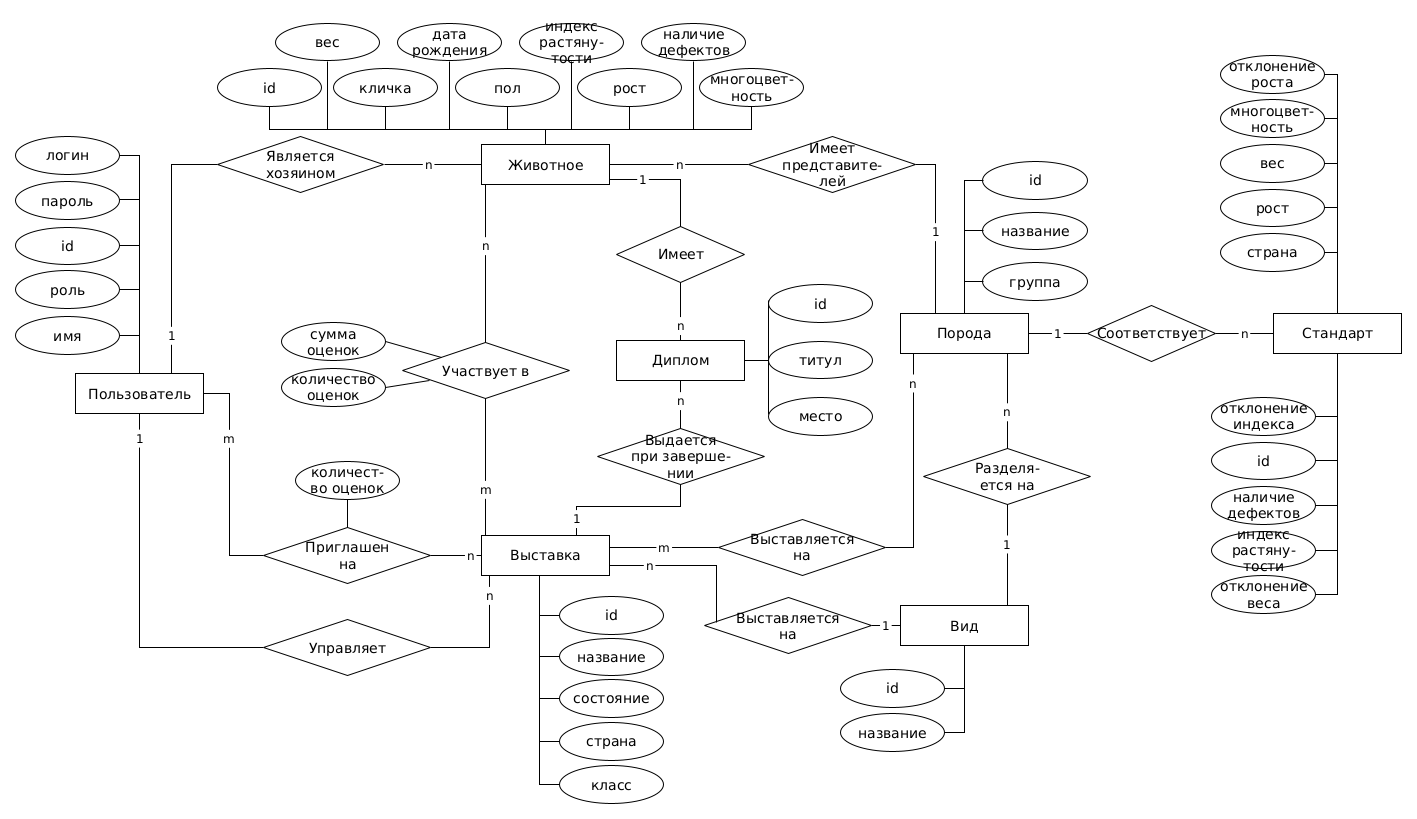 вес
дата
рождения
индекс
растяну-
тости
наличие
дефектов
id
кличка
пол
рост
многоцвет-
ность
отклонение
роста
многоцвет-
ность
вес
рост
страна
логин
пароль
id
роль
имя
Является
хозяином
n
Животное
n
Имеет
представите-
лей
1
id
название
группа
1
n
Имеет
1
n
id
титул
место
сумма
оценок
количество
оценок
Участвует в
Диплом
Порода
1
Соответствует
n
Стандарт
Пользователь
1
m
n
n
n
Выдается
при заверше-
нии
Разделя-
ется на
отклонение
индекса
id
наличие
дефектов
индекс
растяну-
тости
отклонение
веса
количест-
во оценок
m
1
Приглашен
на
n
Выставка
m
Выставляется
на
1
n
n
Выставляется
на
1
Вид
Управляет
id
название
состояние
страна
класс
id
название